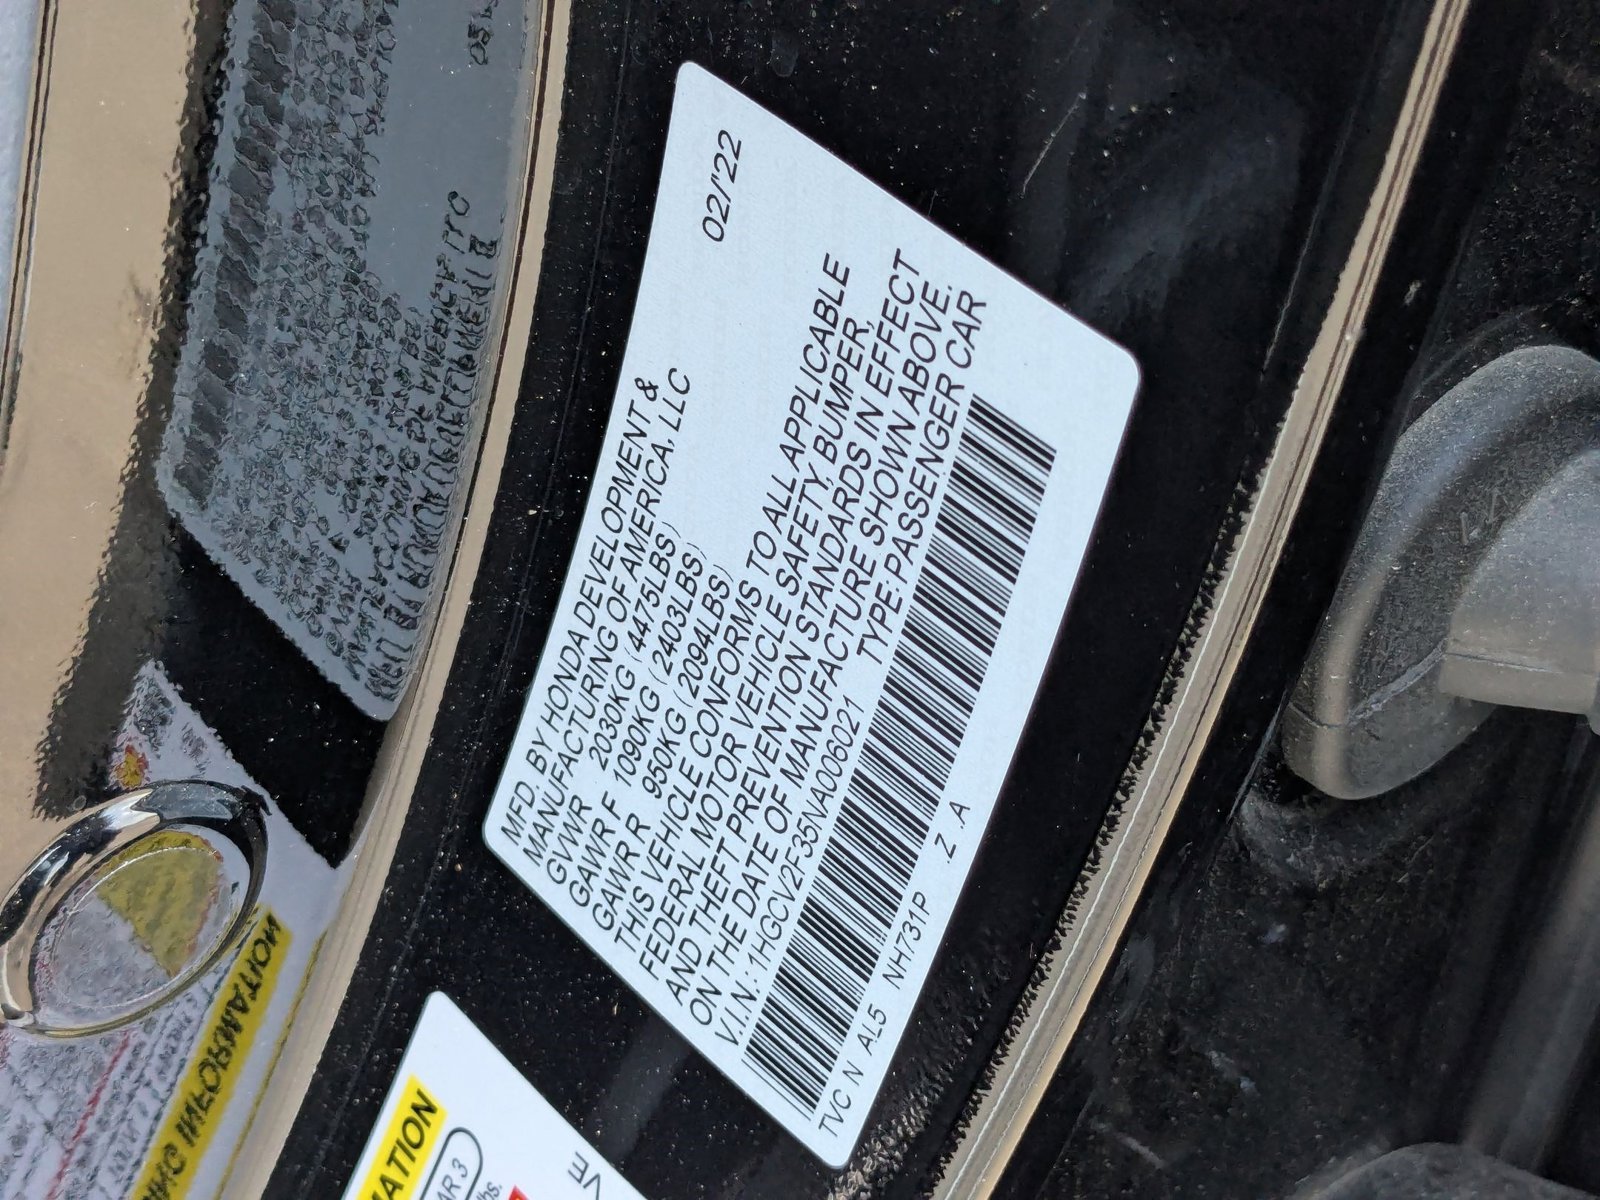 02/'22
MFD. BY HONDA DEVELOPMENT &
MANUFACTURING OF AMERICA, LLC
GVWR 2030KG (4475LBS)
GAWR F 1090KG (2403LBS)
GAWR R 950KG (2094LBS)
THIS VEHICLE CONFORMS TO ALL APPLICABLE
FEDERAL MOTOR VEHICLE SAFETY, BUMPER,
AND THEFT PREVENTION STANDARDS IN EFFECT
ON THE DATE OF MANUFACTURE SHOWN ABOVE.
V.I.N.: 1HGCV2F35NA006021 TYPE:PASSENGER CAR
TVC N AL5 NH731P Z .A